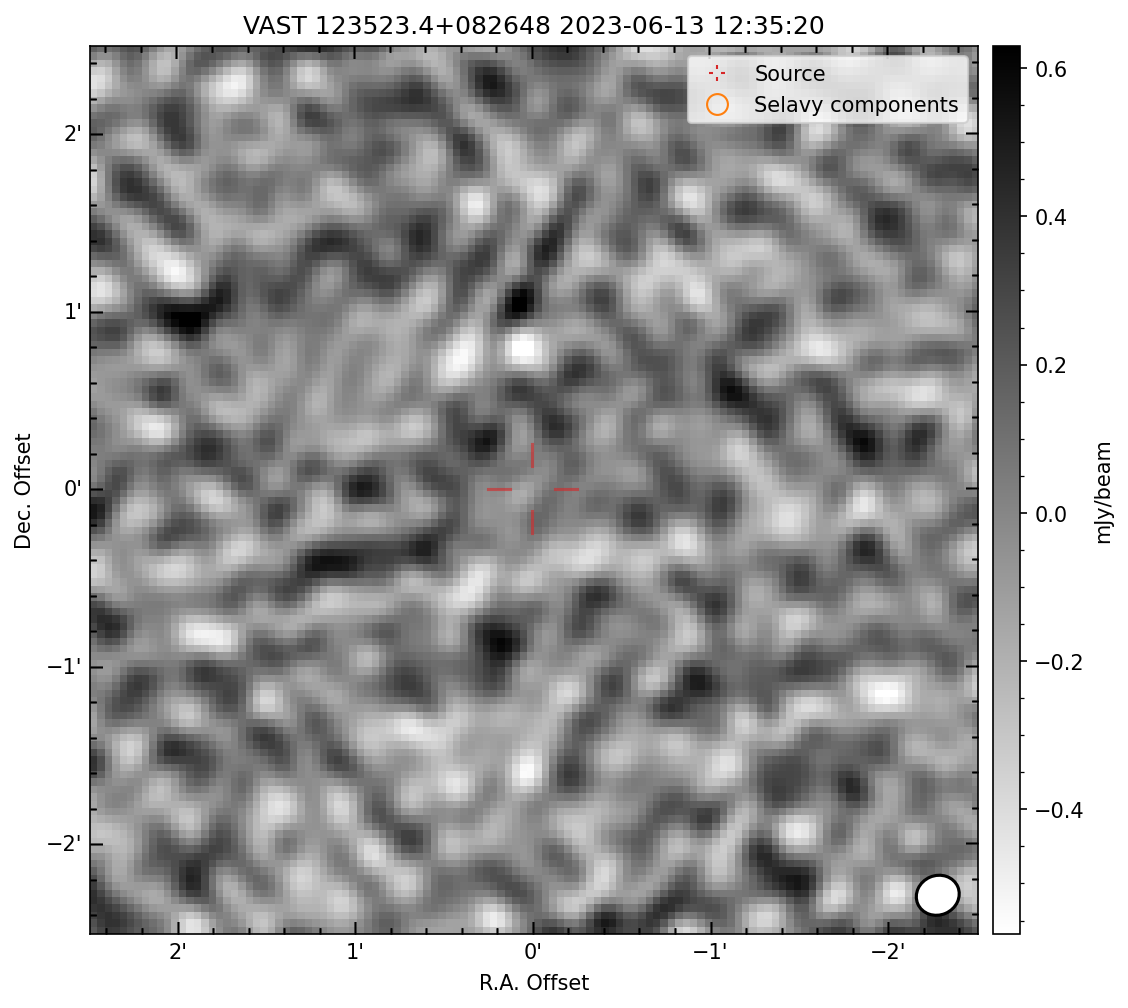 VAST 123523.4+082648 2023-06-13 12:35:20
Source
Selavy components
2'
1'
0'
−1'
−2'
Dec. Offset
2'
1'
0'
−1'
−2'
R.A. Offset
0.6
0.4
0.2
0.0
−0.2
−0.4
mJy/beam